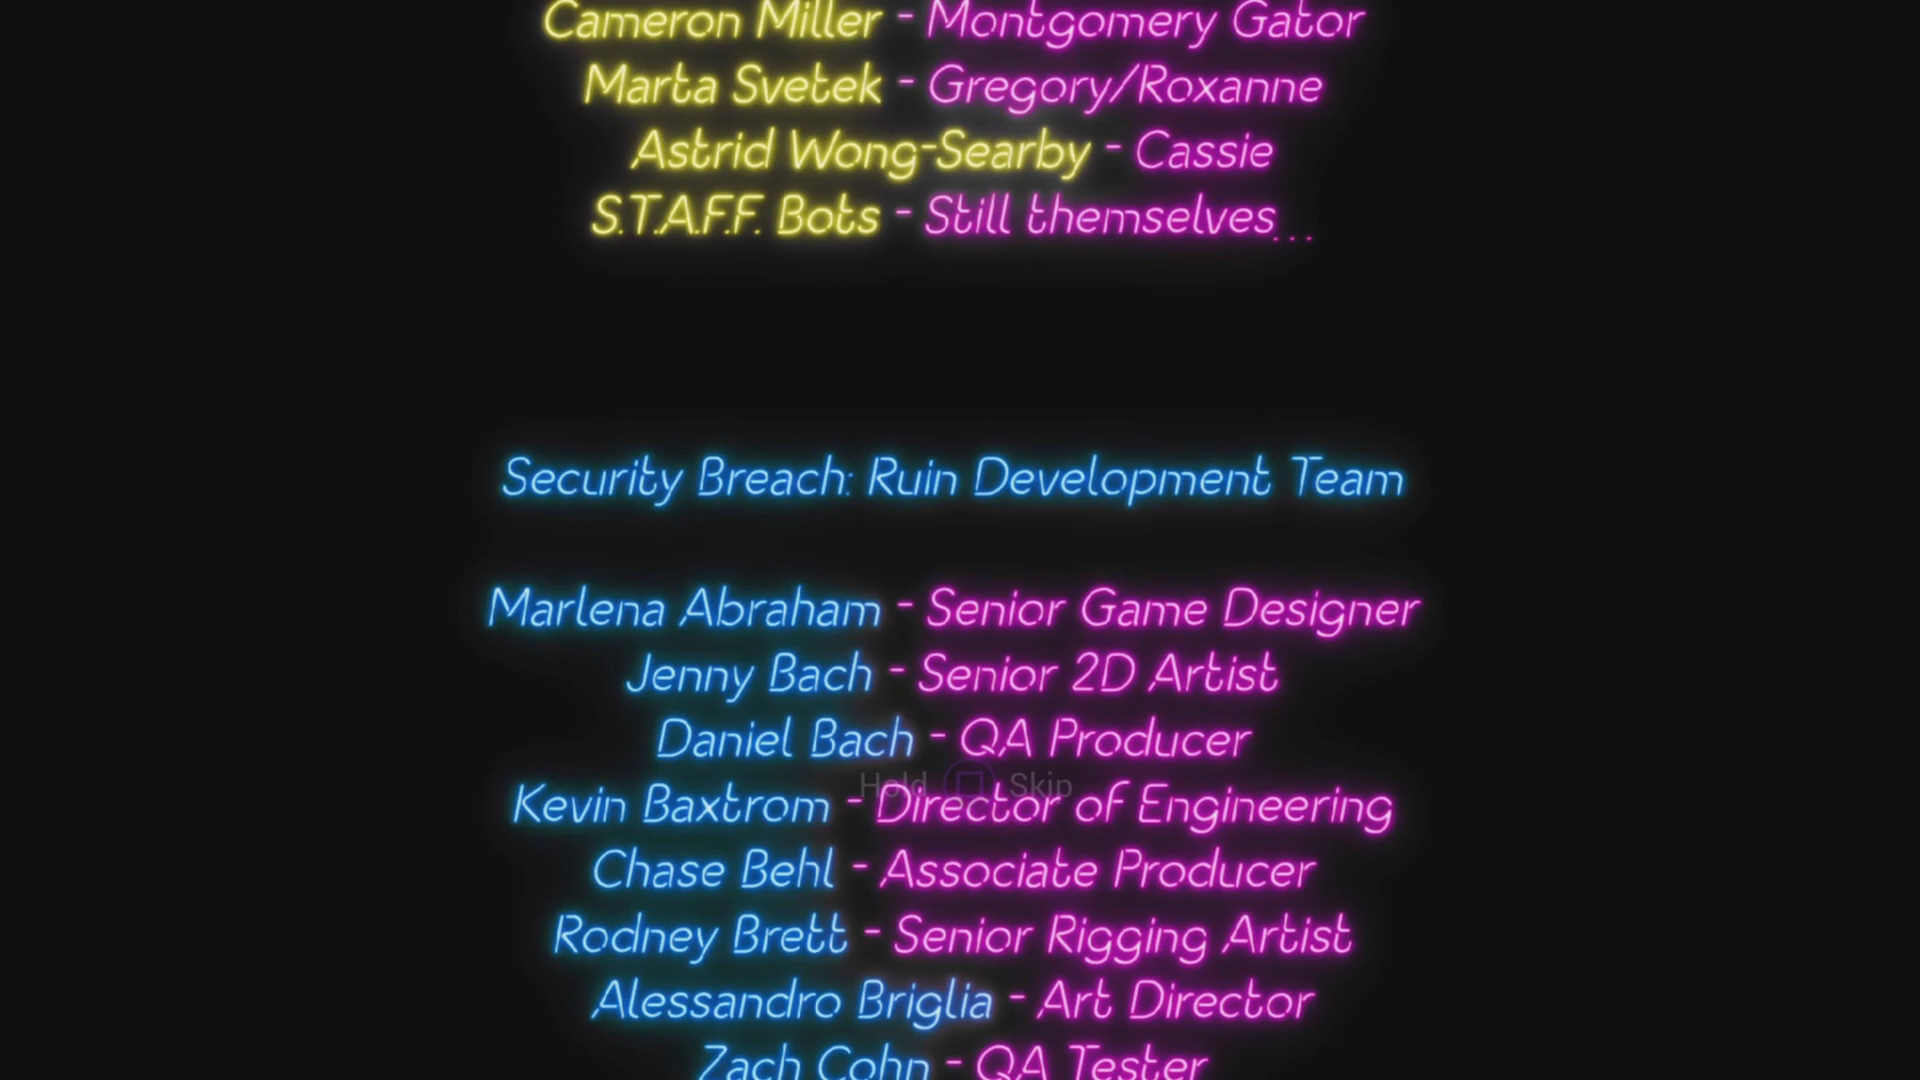 Cameron Miller - Montgomery Gator
Marta Svetek - Gregory/Roxanne
Astrid Wong-Searby - Cassie
S.T.A.F.F. Bots - Still themselves...
Security Breach: Ruin Development Team
Marlena Abraham - Senior Game Designer
Jenny Bach - Senior 2D Artist
Daniel Bach - QA Producer
Hold Skip
Kevin Baxtrom - Director of Engineering
Chase Behl - Associate Producer
Rodney Brett - Senior Rigging Artist
Alessandro Briglia - Art Director
Zach Cohn - QA Tester